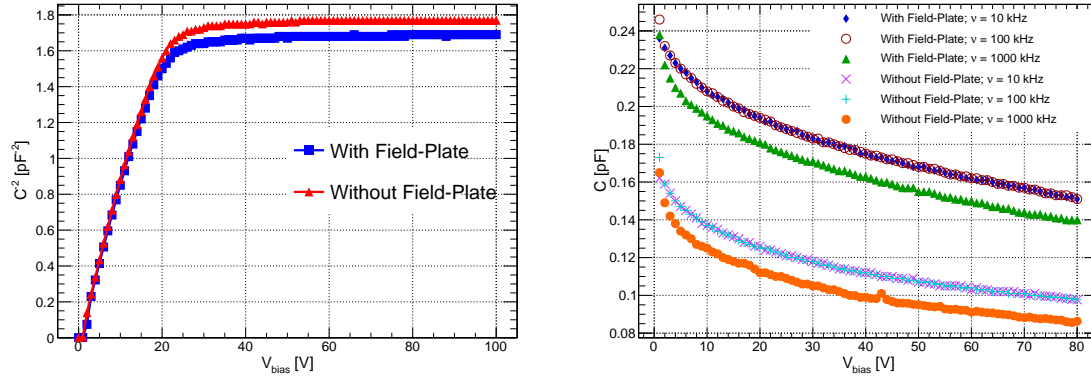 1.8
1.6
1.4
1.2
1
0.8
0.6
0.4
0.2
0
C⁻² [pF⁻²]
With Field-Plate
Without Field-Plate
0 20 40 60 80 100
V_bias [V]
With Field-Plate; ν = 10 kHz
With Field-Plate; ν = 100 kHz
With Field-Plate; ν = 1000 kHz
Without Field-Plate; ν = 10 kHz
Without Field-Plate; ν = 100 kHz
Without Field-Plate; ν = 1000 kHz
0.24
0.22
0.2
0.18
0.16
0.14
0.12
0.1
0.08
C [pF]
0 10 20 30 40 50 60 70 80
V_bias [V]